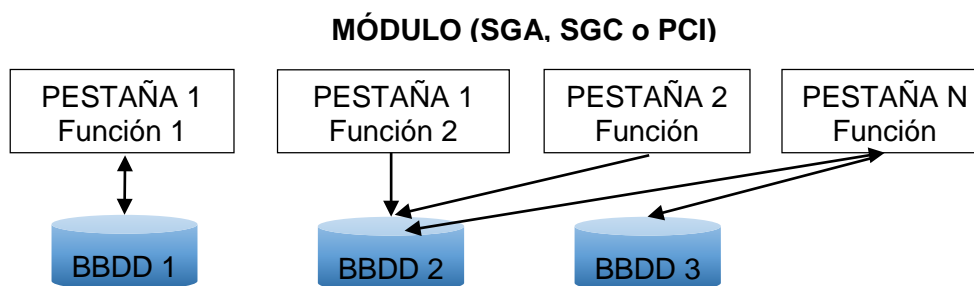 MÓDULO (SGA, SGC o PCI)
PESTAÑA 1
Función 1
PESTAÑA 1
Función 2
PESTAÑA 2
Función
PESTAÑA N
Función
BBDD 1
BBDD 2
BBDD 3